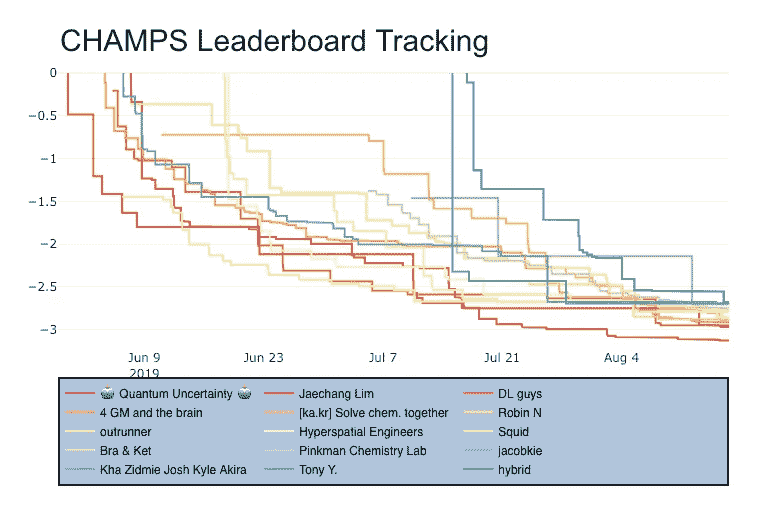 CHAMPS Leaderboard Tracking
0
−0.5
−1
−1.5
−2
−2.5
−3
Jun 9 Jun 23 Jul 7 Jul 21 Aug 4
2019
Quantum Uncertainty Jaechang Lim DL guys
4 GM and the brain [ka.kr] Solve chem. together Robin N
outrunner Hyperspatial Engineers Squid
Bra & Ket Pinkman Chemistry Lab jacobkie
Kha Zidmie Josh Kyle Akira Tony Y. hybrid